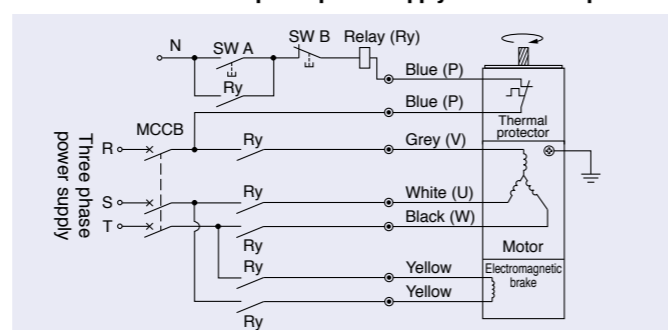 N
SW A
SW B
Relay (Ry)
Ry
Blue (P)
Blue (P)
Thermal
protector
MCCB
Three phase
power supply
R
Ry
Grey (V)
S
Ry
White (U)
T
Black (W)
Ry
Motor
Ry
Yellow
Electromagnetic
brake
Yellow
Ry